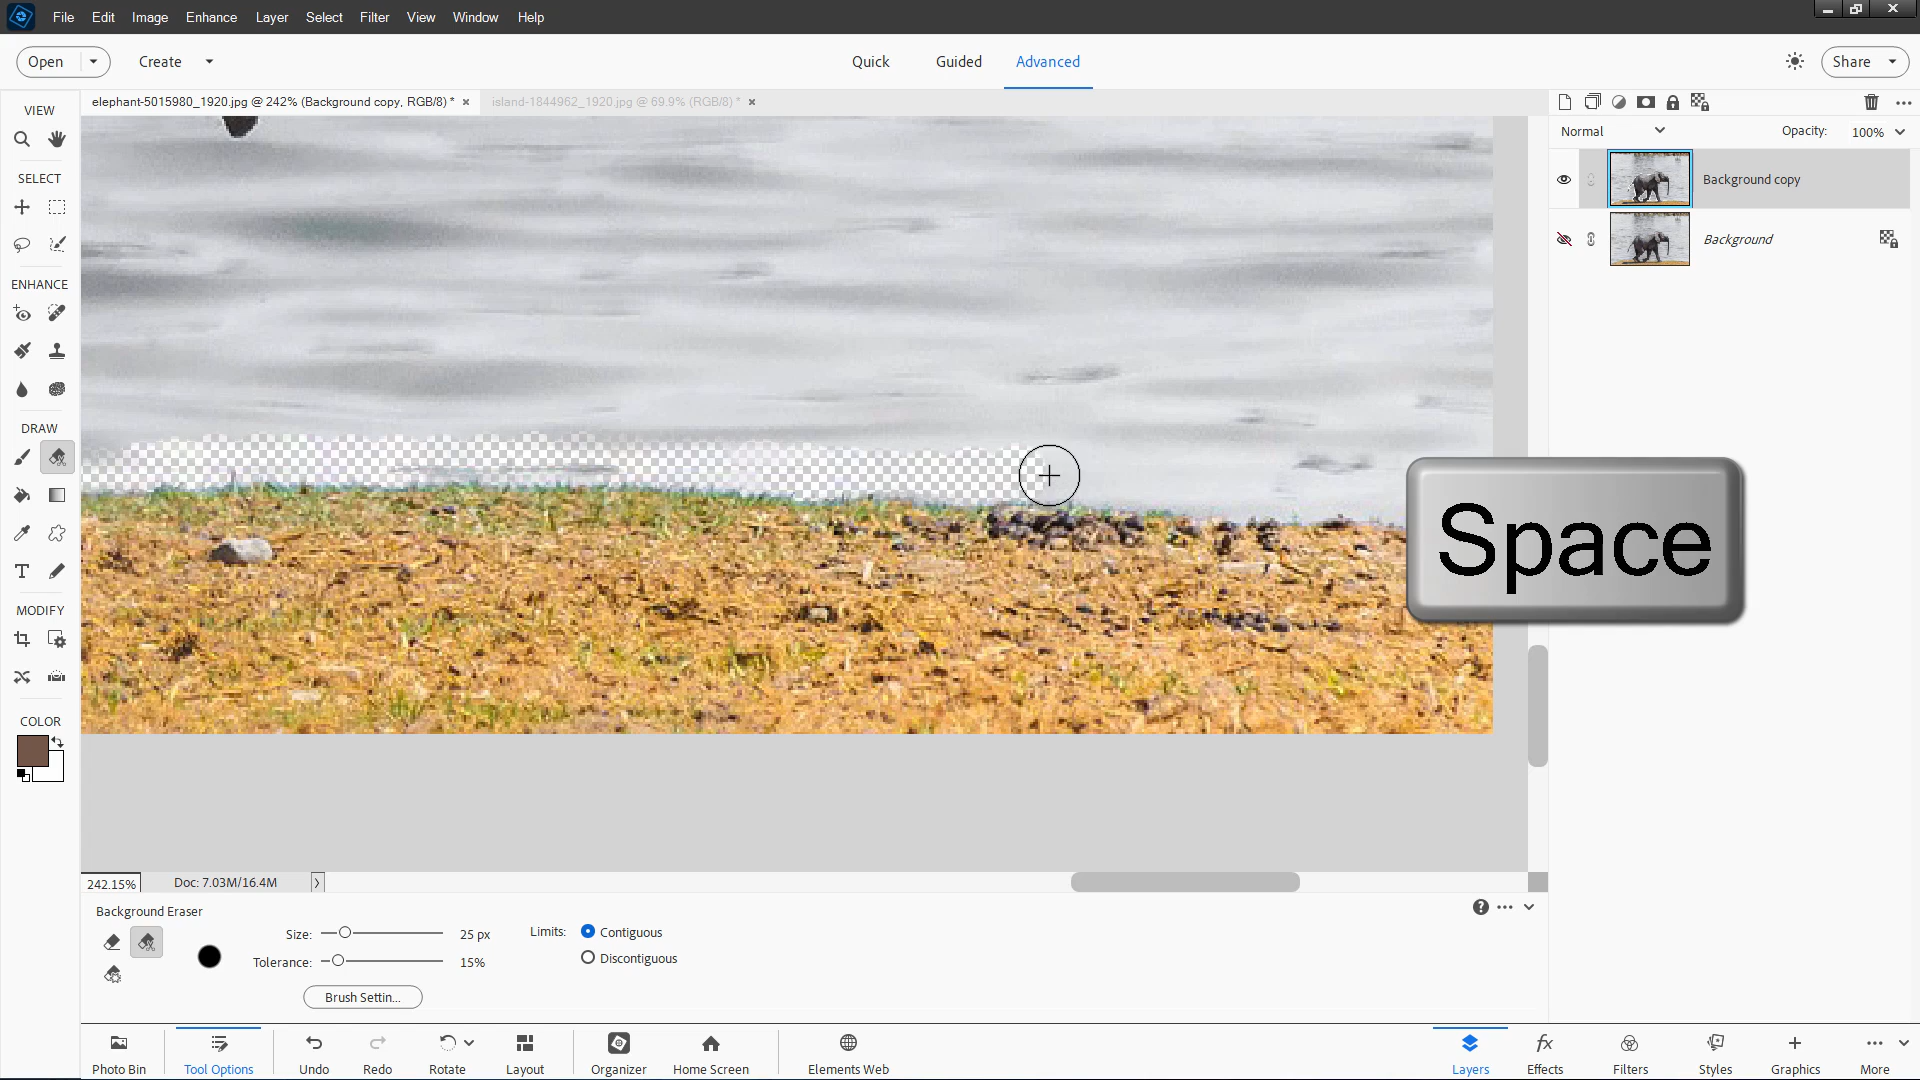 File Edit Image Enhance Layer Select Filter View Window Help
Open Create Quick Guided Advanced Share
elephant-5015980_1920.jpg @ 242% (Background copy, RGB/8) * × island-1844962_1920.jpg @ 69.9% (RGB/8) * ×
VIEW
SELECT
ENHANCE
DRAW
T
MODIFY
COLOR
Normal Opacity: 100%
Background copy
Background
Space
242.15% Doc: 7.03M/16.4M
Background Eraser
Size: 25 px
Tolerance: 15%
Brush Settin...
Limits: Contiguous
Discontiguous
Photo Bin Tool Options Undo Redo Rotate Layout Organizer Home Screen Elements Web Layers Effects Filters Styles Graphics More